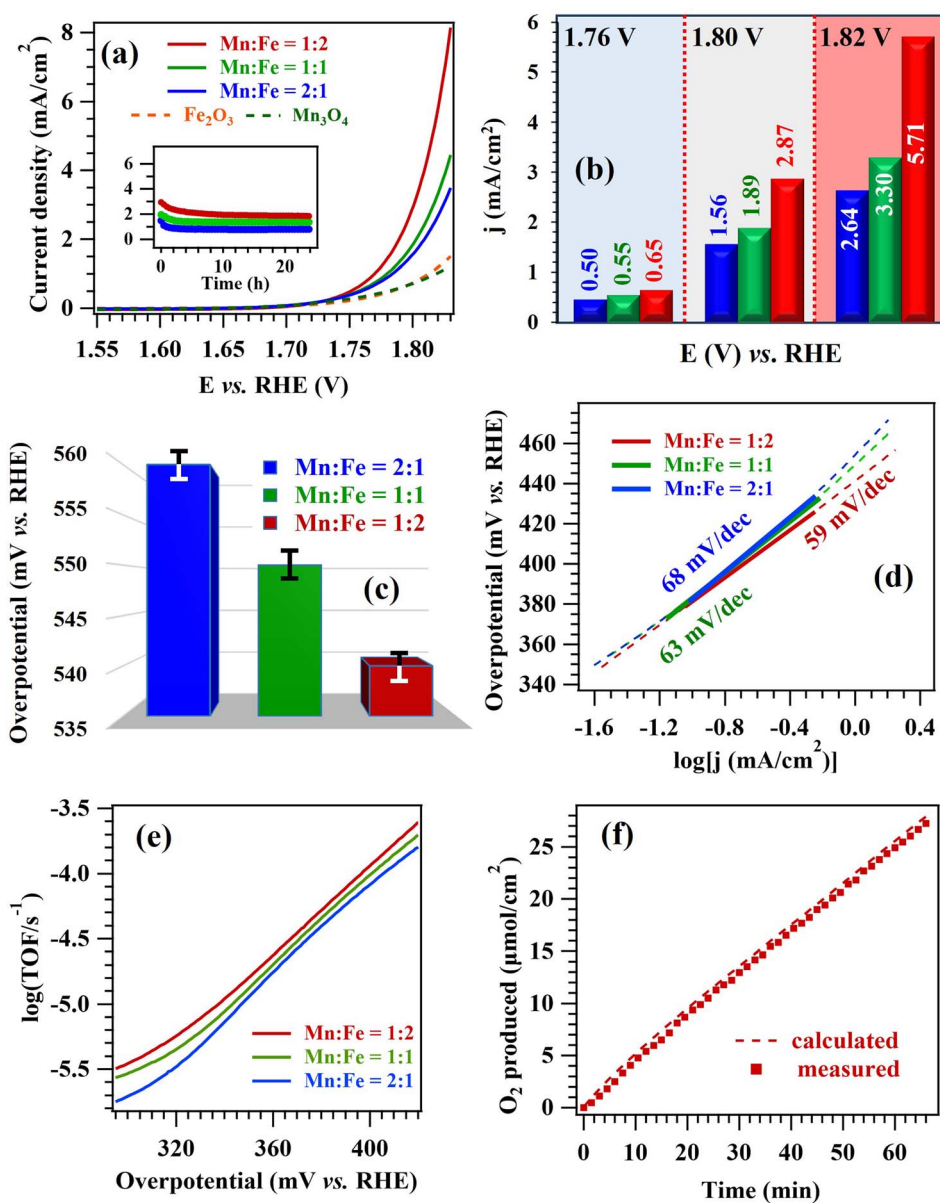 (a)
Mn:Fe = 1:2
Mn:Fe = 1:1
Mn:Fe = 2:1
Fe₂O₃
Mn₃O₄
Current density (mA/cm²)
8
6
4
2
0
6
4
2
0
0
10
20
Time (h)
1.55
1.60
1.65
1.70
1.75
1.80
E vs. RHE (V)
(b)
1.76 V
1.80 V
1.82 V
j (mA/cm²)
6
5
4
3
2
1
0
0.50
0.55
0.65
1.56
1.89
2.87
2.64
3.30
5.71
E (V) vs. RHE
(c)
Overpotential (mV vs. RHE)
560
555
550
545
540
535
Mn:Fe = 2:1
Mn:Fe = 1:1
Mn:Fe = 1:2
(d)
Overpotential (mV vs. RHE)
460
440
420
400
380
360
340
Mn:Fe = 1:2
Mn:Fe = 1:1
Mn:Fe = 2:1
68 mV/dec
63 mV/dec
59 mV/dec
-1.6
-1.2
-0.8
-0.4
0.0
0.4
log[j (mA/cm²)]
(e)
log(TOF/s⁻¹)
-3.5
-4.0
-4.5
-5.0
-5.5
Mn:Fe = 1:2
Mn:Fe = 1:1
Mn:Fe = 2:1
320
360
400
Overpotential (mV vs. RHE)
(f)
O₂ produced (μmol/cm²)
25
20
15
10
5
0
calculated
measured
0
10
20
30
40
50
60
Time (min)